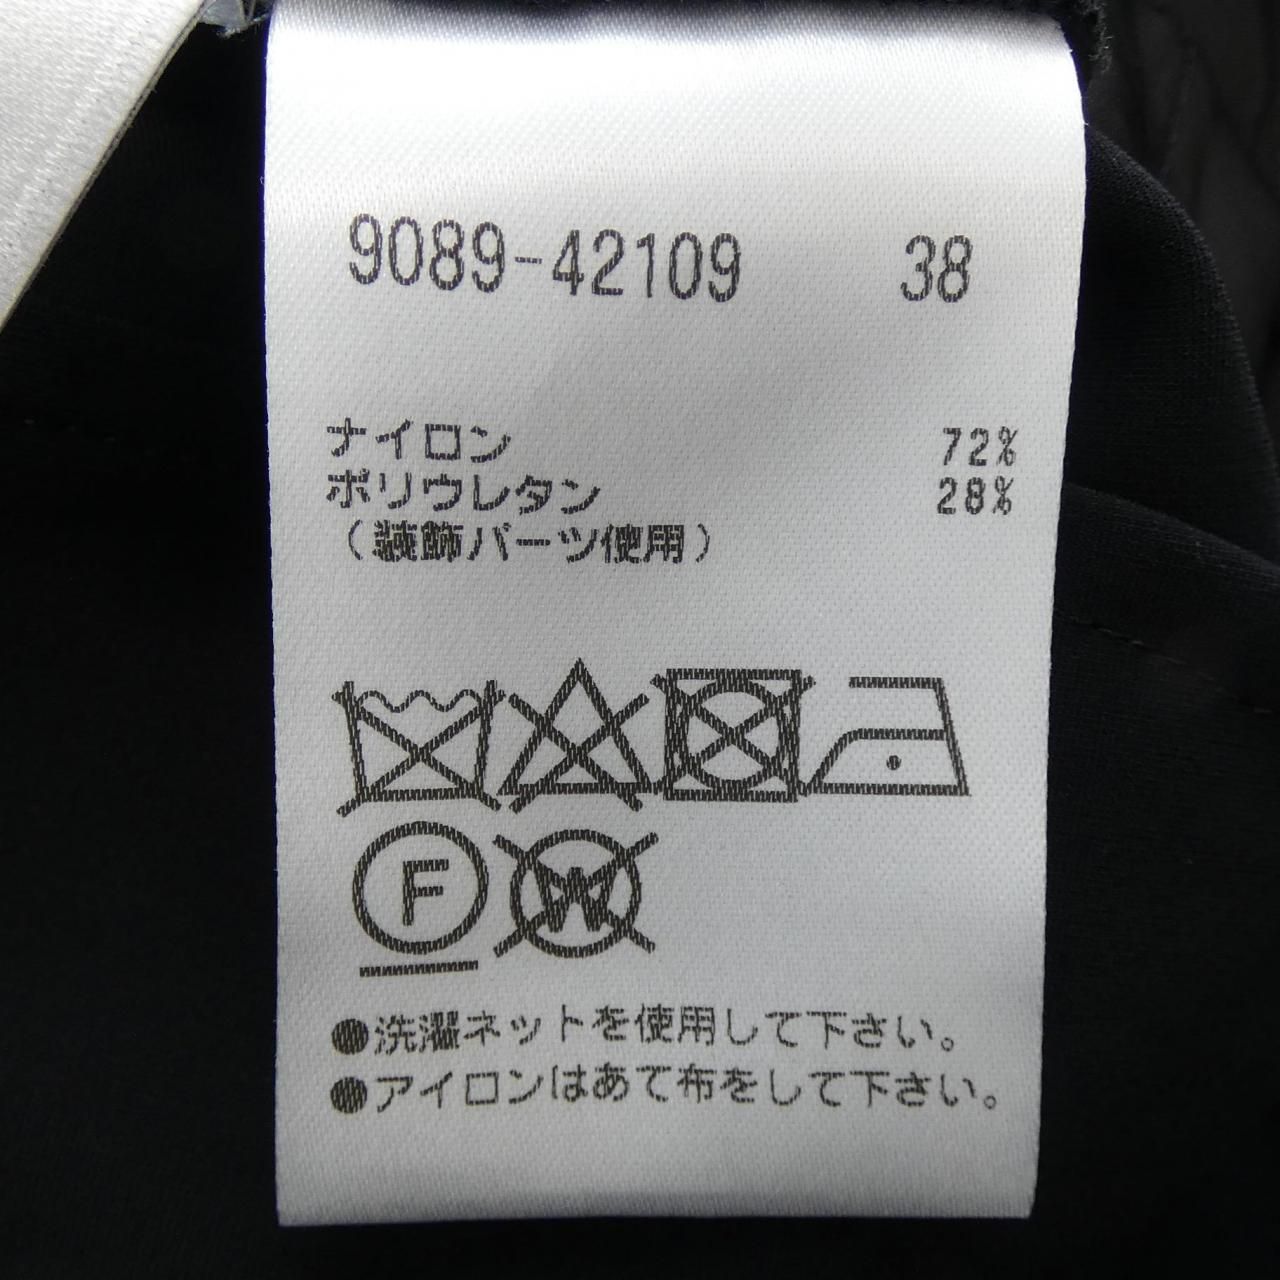 9089-42109 38
ナイロン 72%
ポリウレタン 28%
（装飾パーツ使用）
F W
●洗濯ネットを使用して下さい。
●アイロンはあて布をして下さい。